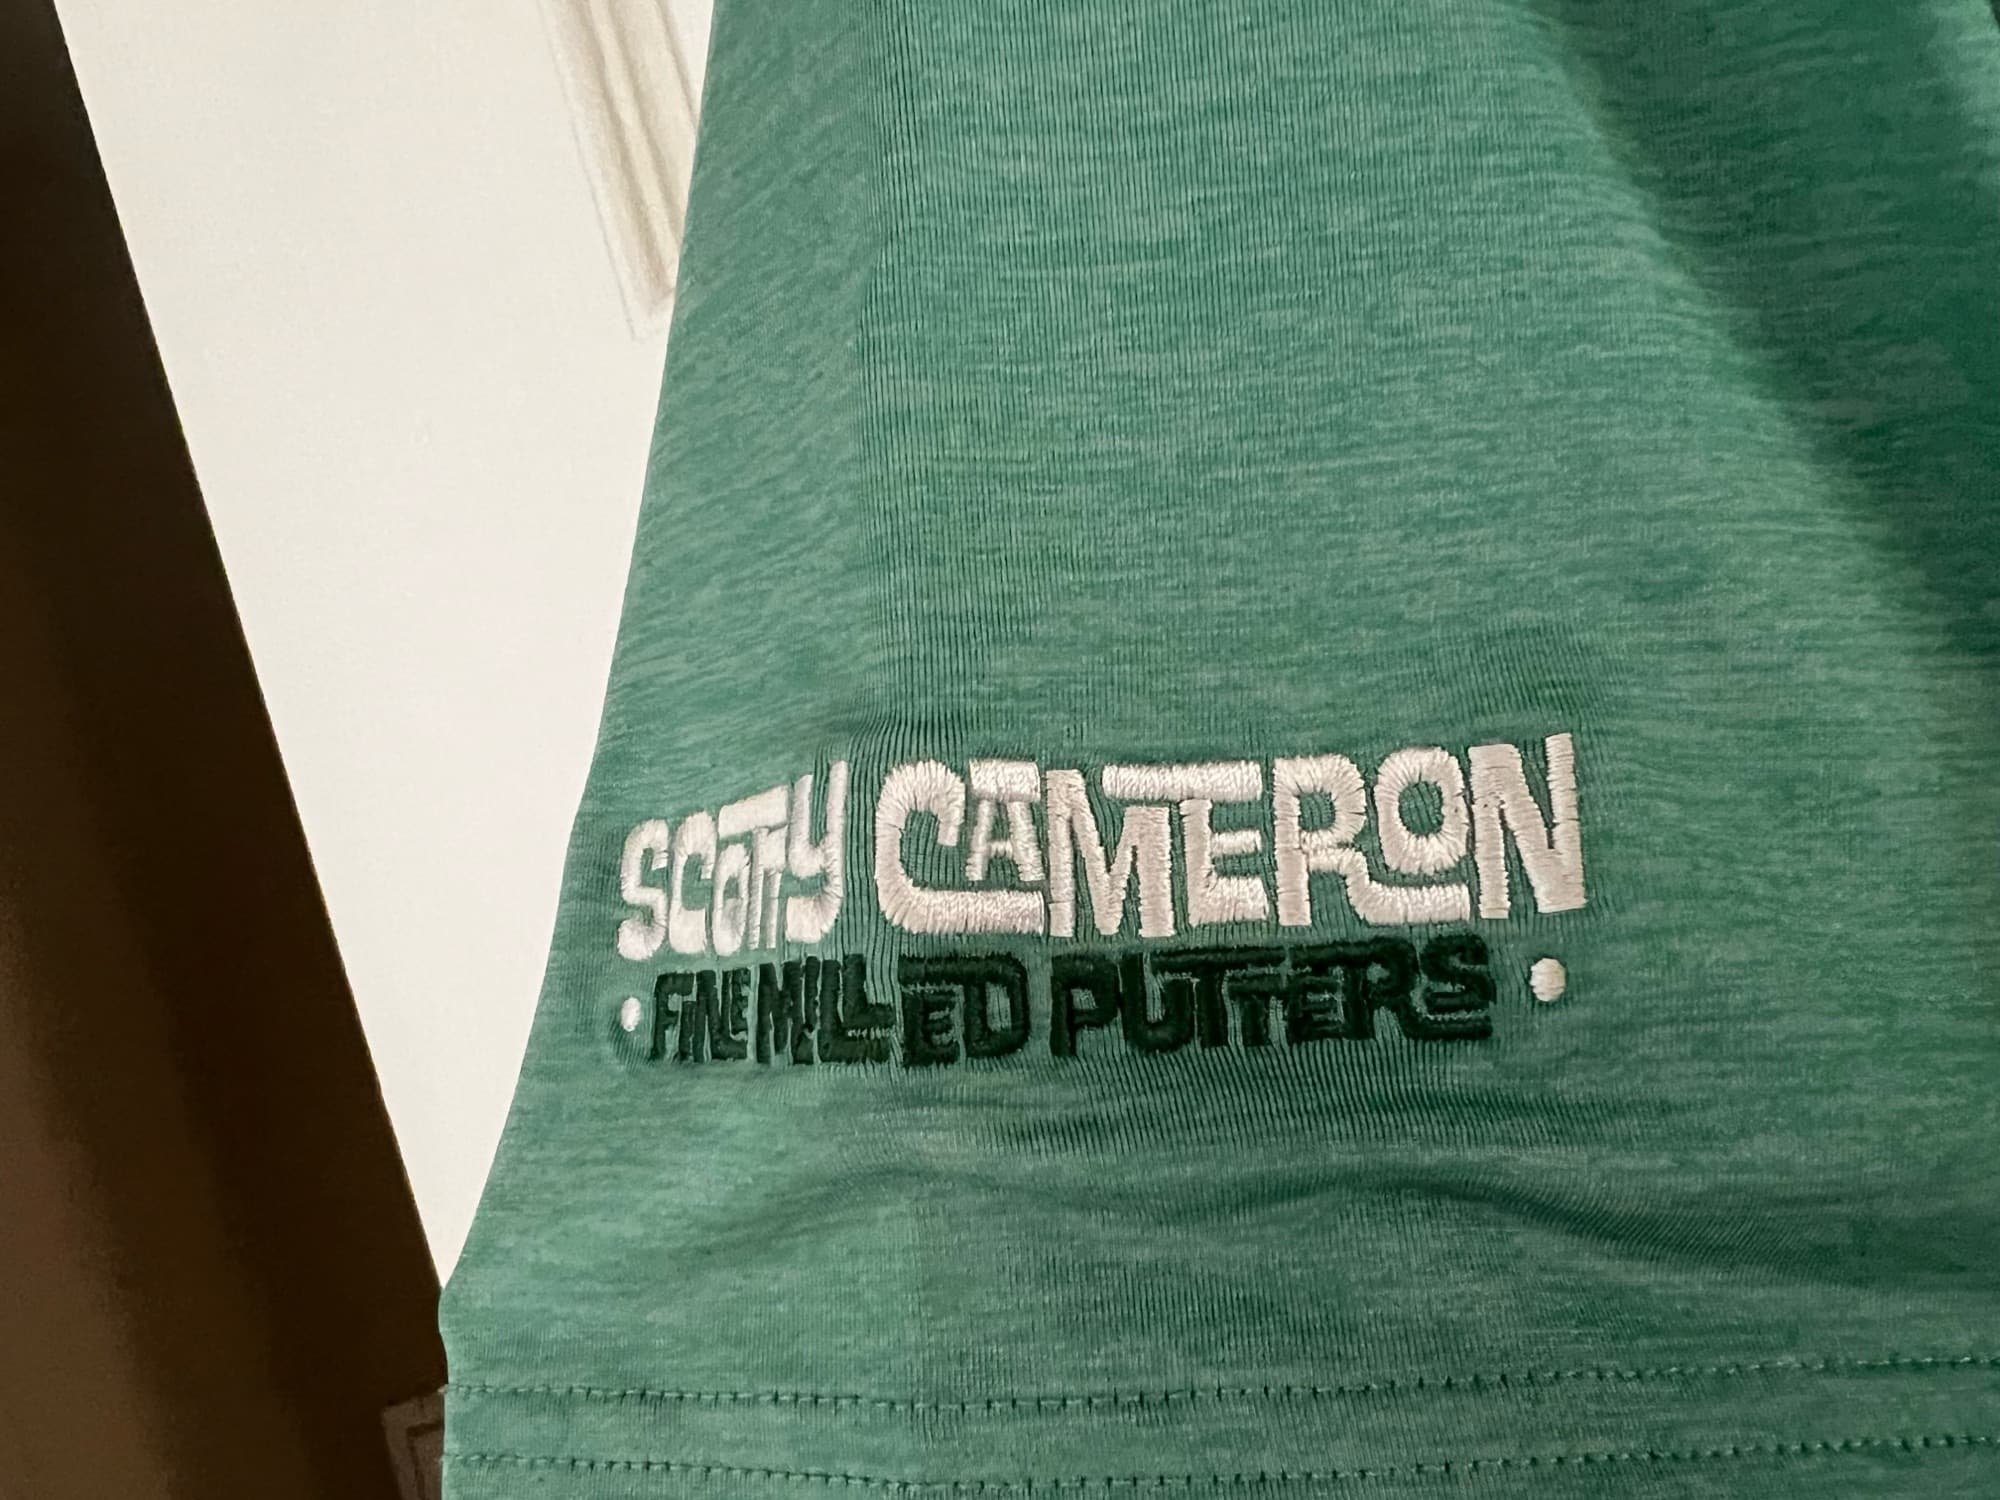 SCOTTY CAMERON
• FINE MILLED PUTTERS •